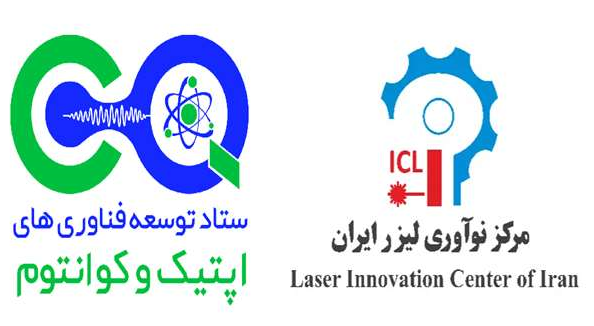 ستاد توسعه فناوری های
اپتیک و کوانتوم
ICL
مرکز نوآوری لیزر ایران
Laser Innovation Center of Iran